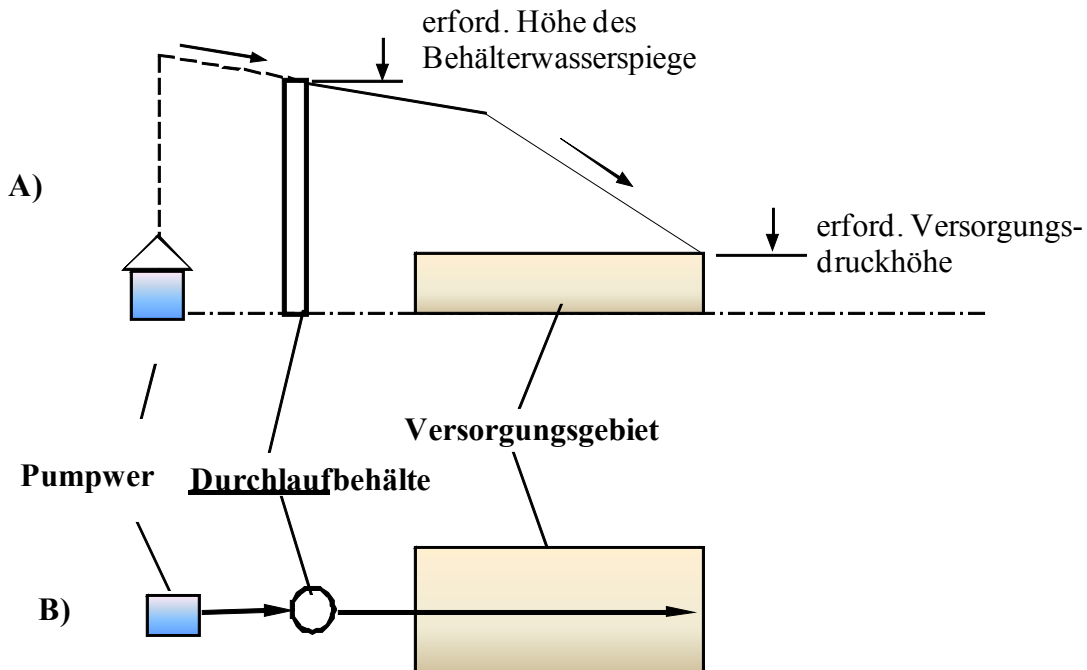 erford. Höhe des
Behälterwasserspiege
A)
erford. Versorgungs-
druckhöhe
Versorgungsgebiet
Pumpwer
Durchlaufbehälte
B)